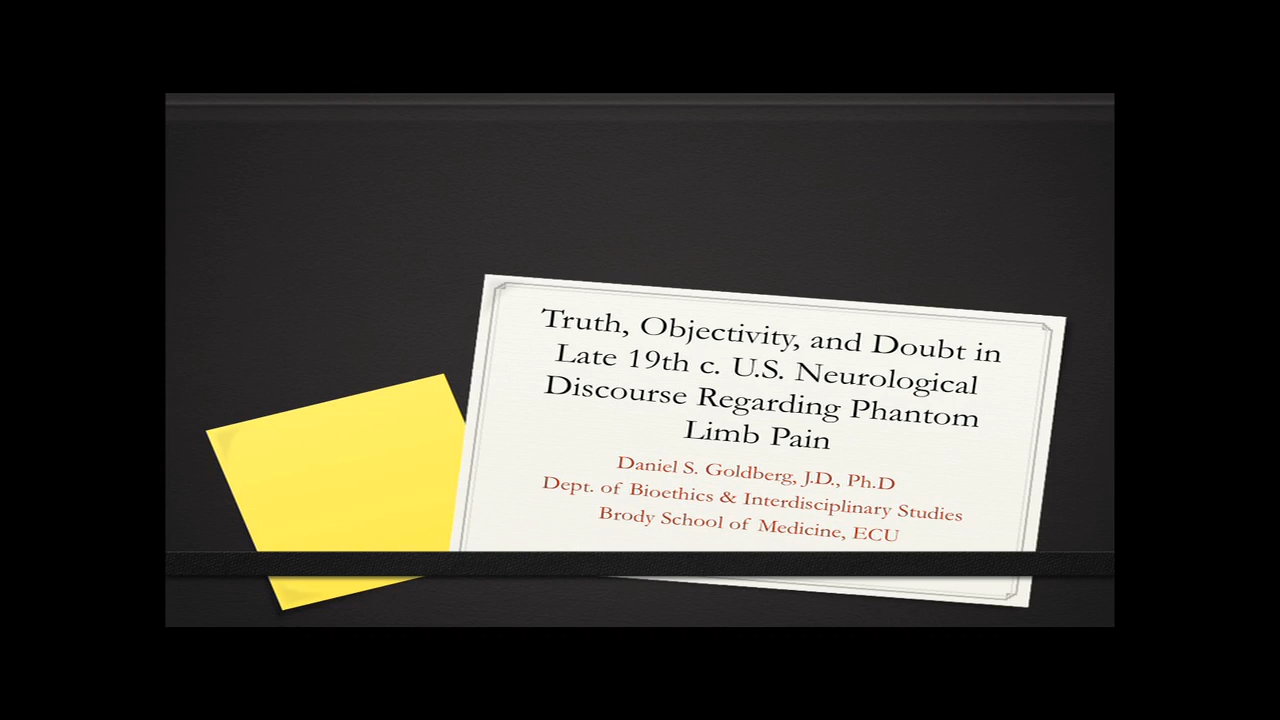 Truth, Objectivity, and Doubt in
Late 19th c. U.S. Neurological
Discourse Regarding Phantom
Limb Pain
Daniel S. Goldberg, J.D., Ph.D
Dept. of Bioethics & Interdisciplinary Studies
Brody School of Medicine, ECU